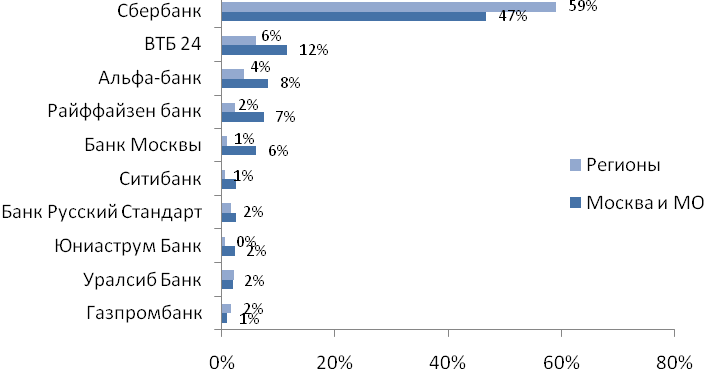 Сбербанк 59%
47%
ВТБ 24 6%
12%
Альфа-банк 4%
8%
Райффайзен банк 2%
7%
Банк Москвы 1%
6%
Ситибанк 1%
Банк Русский Стандарт 2%
Юниаструм Банк 0%
2%
Уралсиб Банк 2%
Газпромбанк 2%
1%
Регионы
Москва и МО
0% 20% 40% 60% 80%